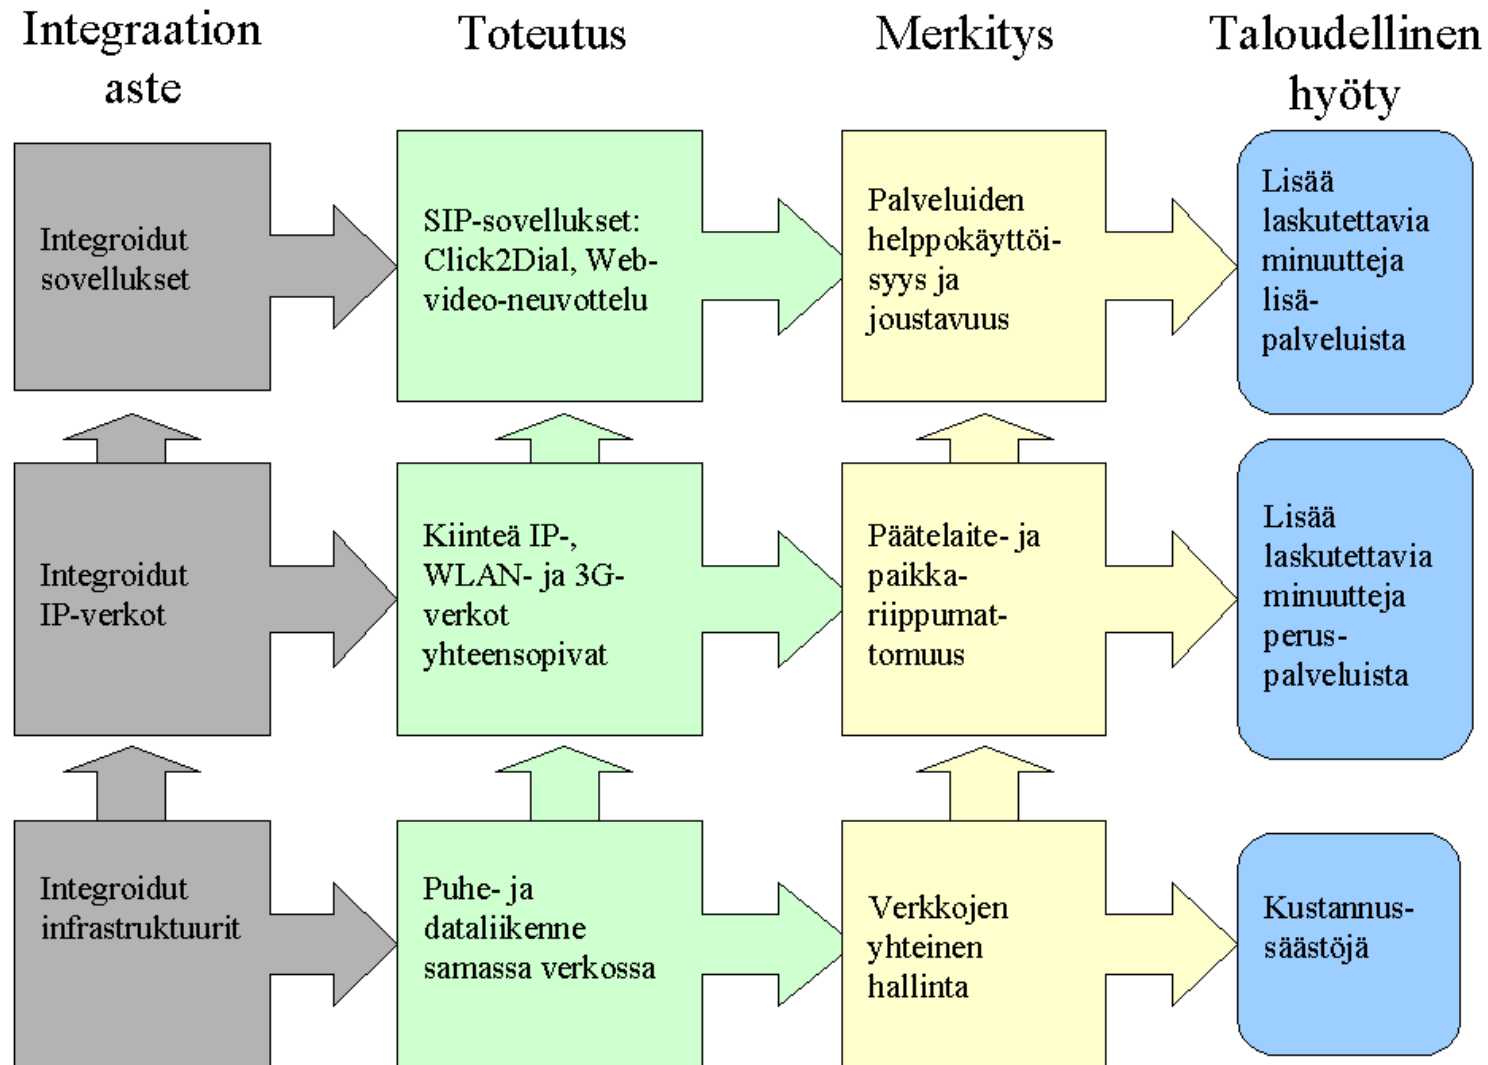 Integraation
aste
Toteutus
Merkitys
Taloudellinen
hyöty
Integroidut
sovellukset
SIP-sovellukset:
Click2Dial, Web-
video-neuvottelu
Palveluiden
helppokäyttöi-
syys ja
joustavuus
Lisää
laskutettavia
minuutteja
lisä-
palveluista
Integroidut
IP-verkot
Kiinteä IP-,
WLAN- ja 3G-
verkot
yhteensopivat
Päätelaite- ja
paikka-
riippumat-
tomuus
Lisää
laskutettavia
minuutteja
perus-
palveluista
Integroidut
infrastruktuurit
Puhe- ja
dataliikenne
samassa verkossa
Verkkojen
yhteinen
hallinta
Kustannus-
säästöjä